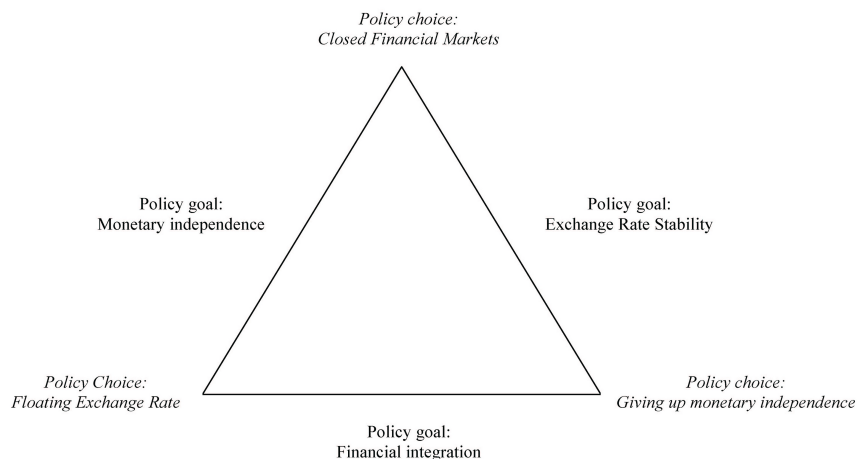 Policy choice:
Closed Financial Markets
Policy goal:
Monetary independence
Policy goal:
Exchange Rate Stability
Policy Choice:
Floating Exchange Rate
Policy choice:
Giving up monetary independence
Policy goal:
Financial integration